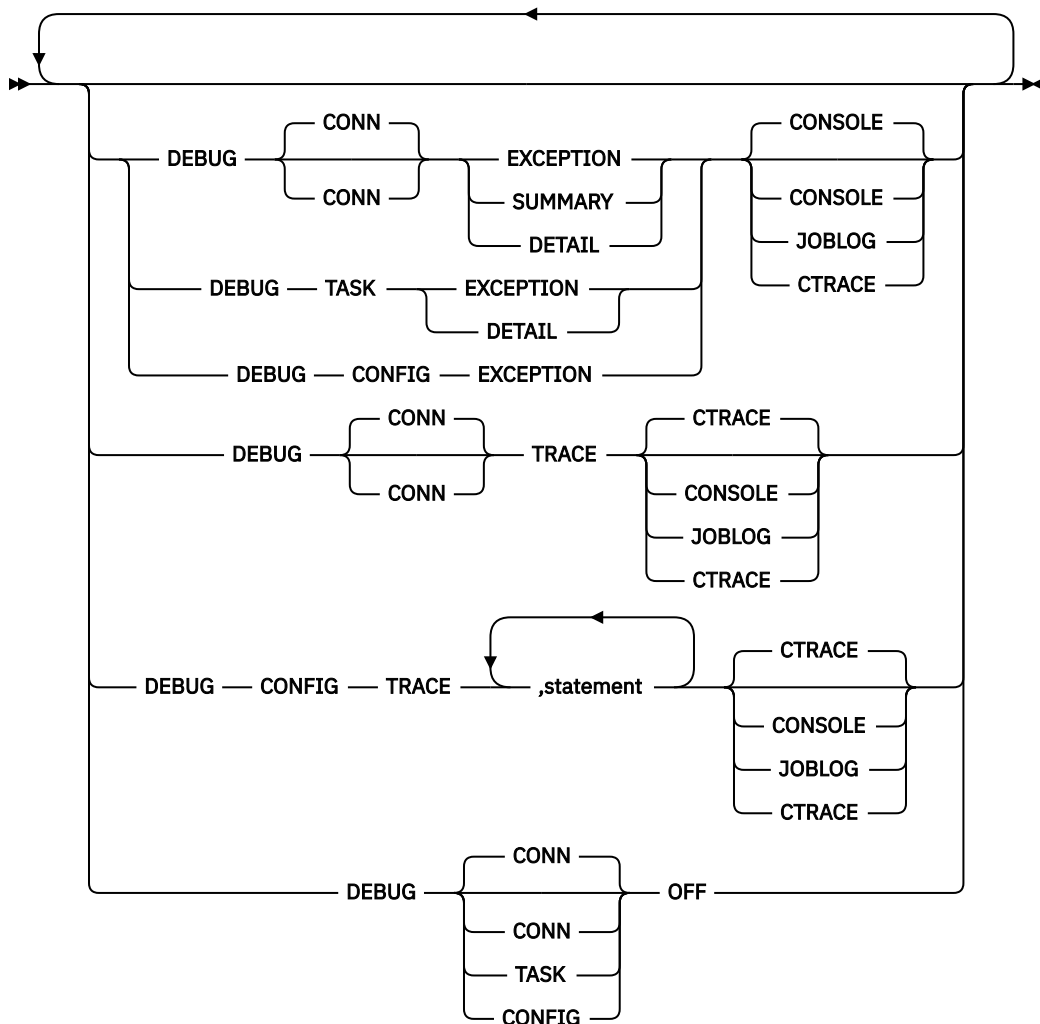 CONN CONSOLE
DEBUG EXCEPTION
CONN SUMMARY CONSOLE
DETAIL JOBLOG
DEBUG TASK EXCEPTION CTRACE
DETAIL
DEBUG CONFIG EXCEPTION
CONN CTRACE
DEBUG TRACE
CONN CONSOLE
JOBLOG
CTRACE
CTRACE
DEBUG CONFIG TRACE ,statement
CONSOLE
JOBLOG
CTRACE
CONN
DEBUG OFF
CONN
TASK
CONFIG